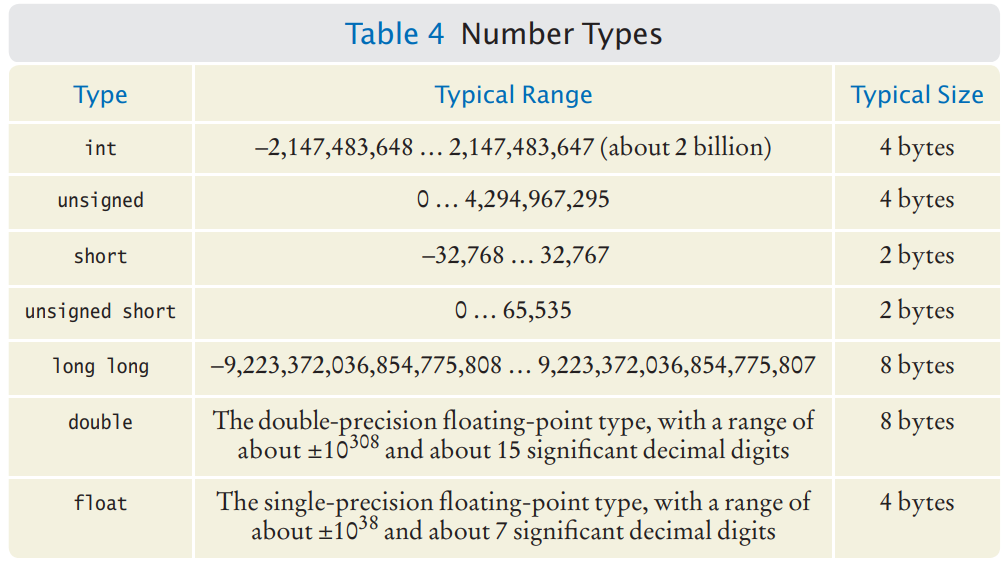 Table 4 Number Types
Type Typical Range Typical Size
int –2,147,483,648 … 2,147,483,647 (about 2 billion) 4 bytes
unsigned 0 … 4,294,967,295 4 bytes
short –32,768 … 32,767 2 bytes
unsigned short 0 … 65,535 2 bytes
long long –9,223,372,036,854,775,808 … 9,223,372,036,854,775,807 8 bytes
double The double-precision floating-point type, with a range of 8 bytes
about ±10³⁰⁸ and about 15 significant decimal digits
float The single-precision floating-point type, with a range of 4 bytes
about ±10³⁸ and about 7 significant decimal digits